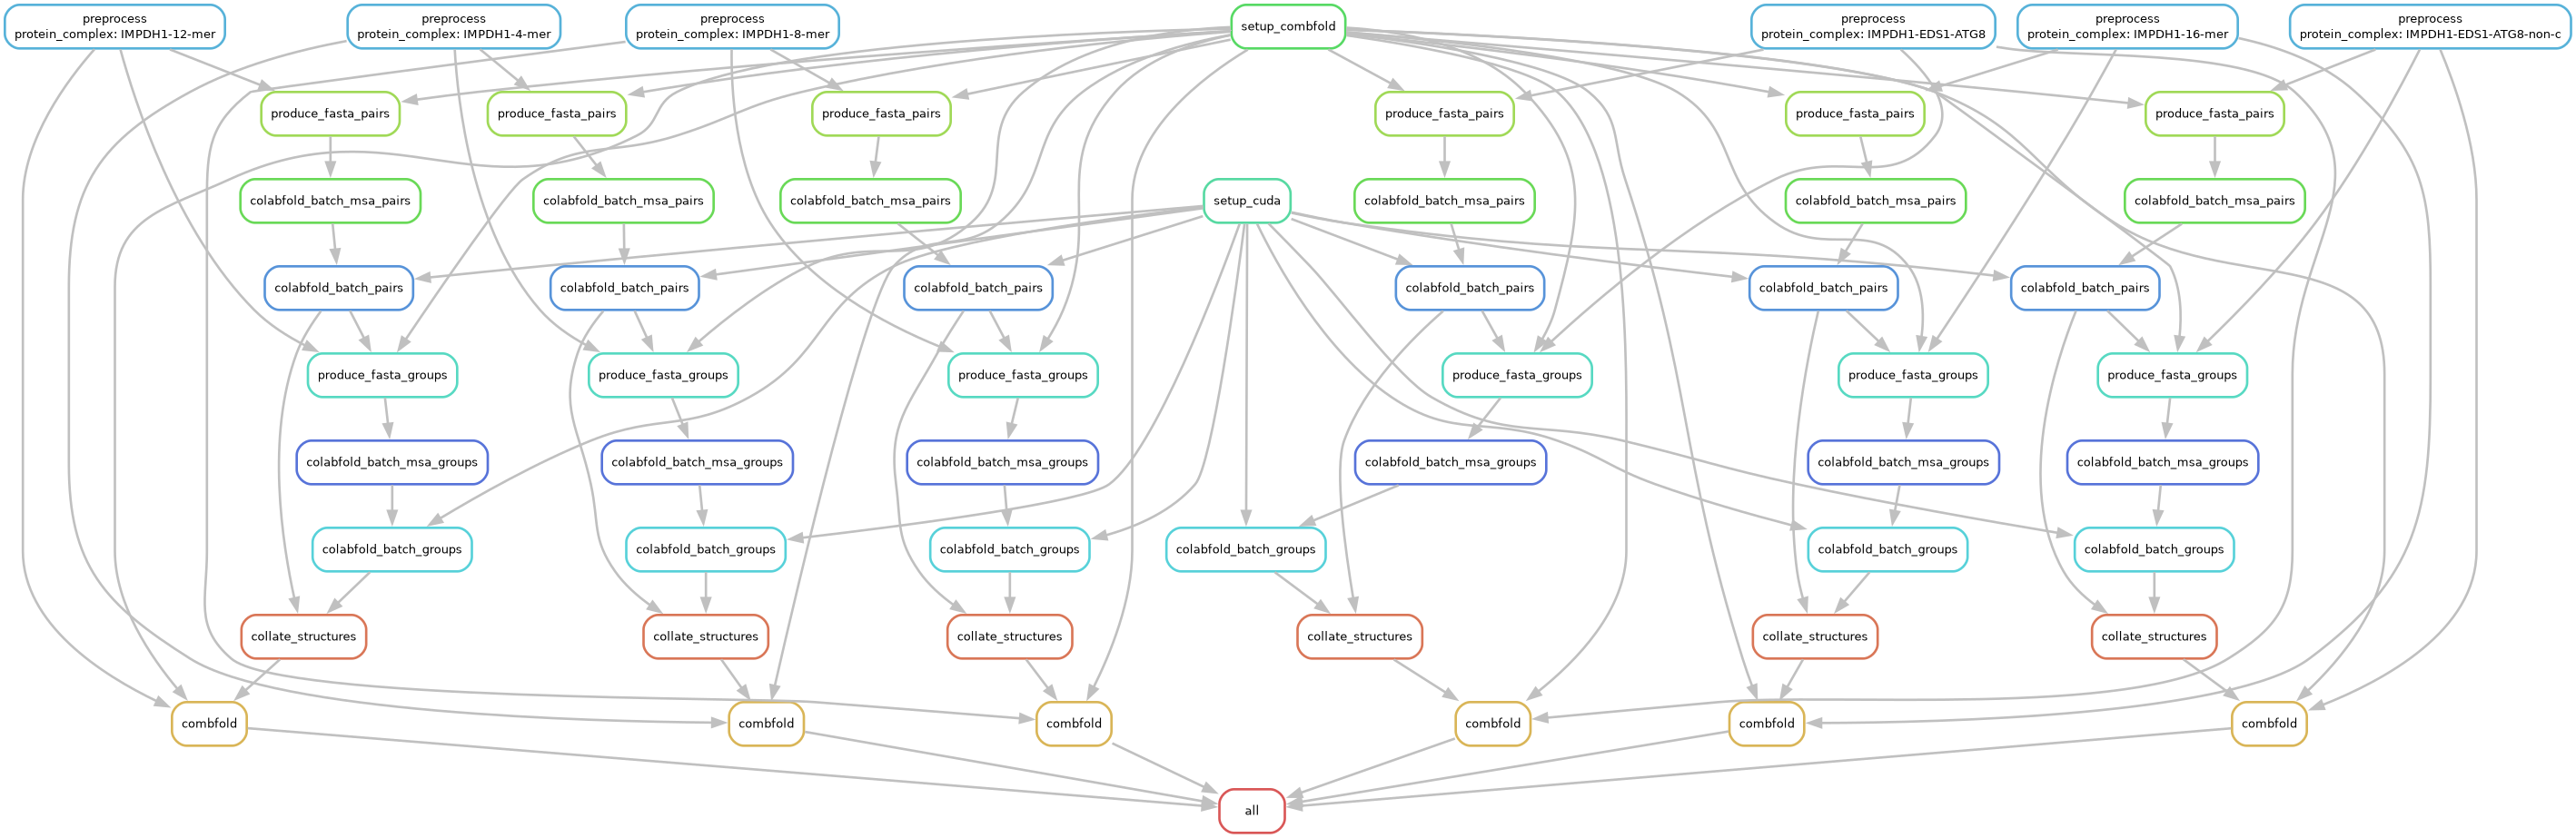 preprocess
protein_complex: IMPDH1-12-mer
preprocess
protein_complex: IMPDH1-4-mer
preprocess
protein_complex: IMPDH1-8-mer
setup_combfold
preprocess
protein_complex: IMPDH1-EDS1-ATG8
preprocess
protein_complex: IMPDH1-16-mer
preprocess
protein_complex: IMPDH1-EDS1-ATG8-non-c
produce_fasta_pairs
produce_fasta_pairs
produce_fasta_pairs
produce_fasta_pairs
produce_fasta_pairs
produce_fasta_pairs
colabfold_batch_msa_pairs
colabfold_batch_msa_pairs
colabfold_batch_msa_pairs
setup_cuda
colabfold_batch_msa_pairs
colabfold_batch_msa_pairs
colabfold_batch_msa_pairs
colabfold_batch_pairs
colabfold_batch_pairs
colabfold_batch_pairs
colabfold_batch_pairs
colabfold_batch_pairs
colabfold_batch_pairs
produce_fasta_groups
produce_fasta_groups
produce_fasta_groups
produce_fasta_groups
produce_fasta_groups
produce_fasta_groups
colabfold_batch_msa_groups
colabfold_batch_msa_groups
colabfold_batch_msa_groups
colabfold_batch_msa_groups
colabfold_batch_msa_groups
colabfold_batch_msa_groups
colabfold_batch_groups
colabfold_batch_groups
colabfold_batch_groups
colabfold_batch_groups
colabfold_batch_groups
colabfold_batch_groups
collate_structures
collate_structures
collate_structures
collate_structures
collate_structures
collate_structures
combfold
combfold
combfold
combfold
combfold
combfold
all